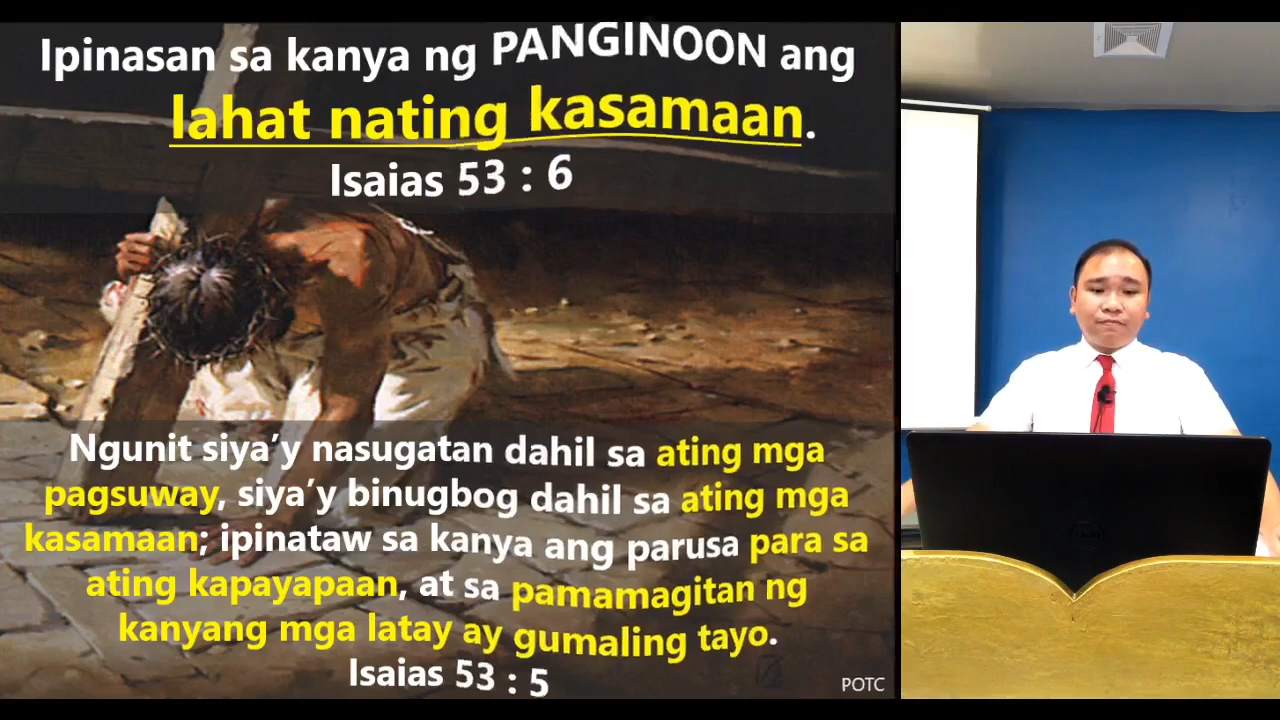 Ipinasan sa kanya ng PANGINOON ang
lahat nating kasamaan.
Isaias 53 : 6
Ngunit siya’y nasugatan dahil sa ating mga
pagsuway, siya’y binugbog dahil sa ating mga
kasamaan; ipinataw sa kanya ang parusa para sa
ating kapayapaan, at sa pamamagitan ng
kanyang mga latay ay gumaling tayo.
Isaias 53 : 5
POTC